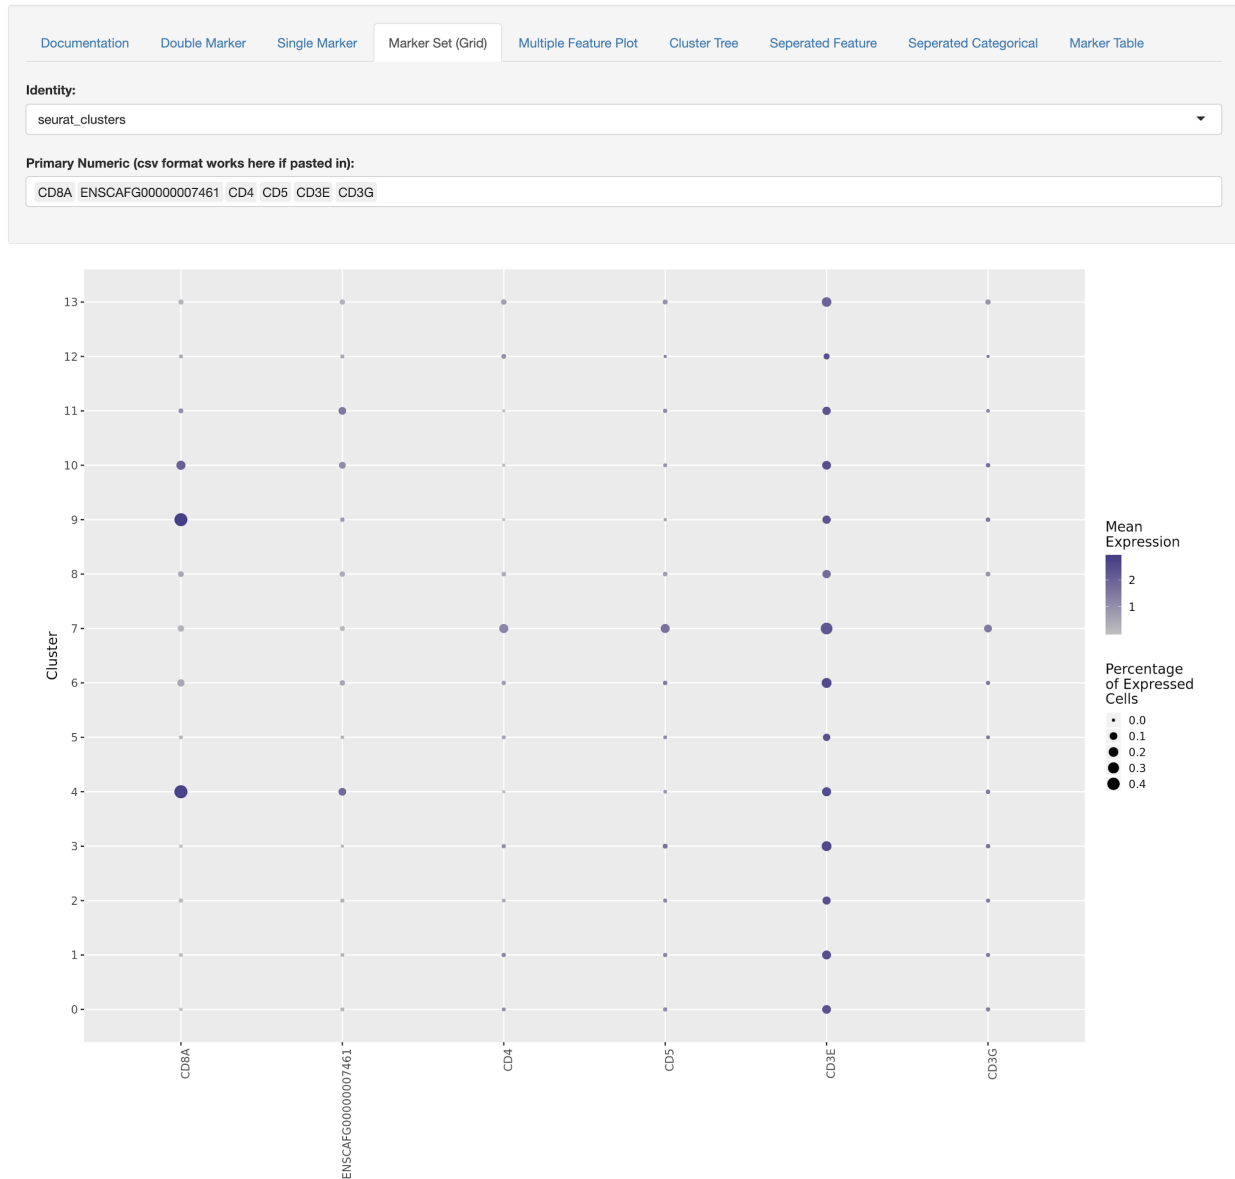 Documentation Double Marker Single Marker Marker Set (Grid) Multiple Feature Plot Cluster Tree Seperated Feature Seperated Categorical Marker Table
Identity:
seurat_clusters
Primary Numeric (csv format works here if pasted in):
CD8A ENSCAFG00000007461 CD4 CD5 CD3E CD3G
Cluster
13
12
11
10
9
8
7
6
5
4
3
2
1
0
CD8A
ENSCAFG00000007461
CD4
CD5
CD3E
CD3G
Mean
Expression
2
1
Percentage
of Expressed
Cells
0.0
0.1
0.2
0.3
0.4